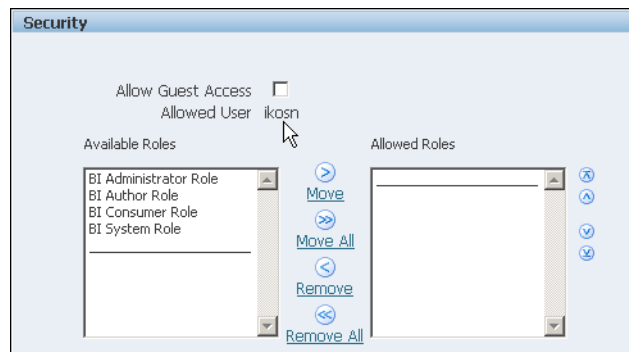 Security
Allow Guest Access
Allowed User ikosn
Available Roles
Allowed Roles
BI Administrator Role
BI Author Role
BI Consumer Role
BI System Role
Move
Move All
Remove
Remove All